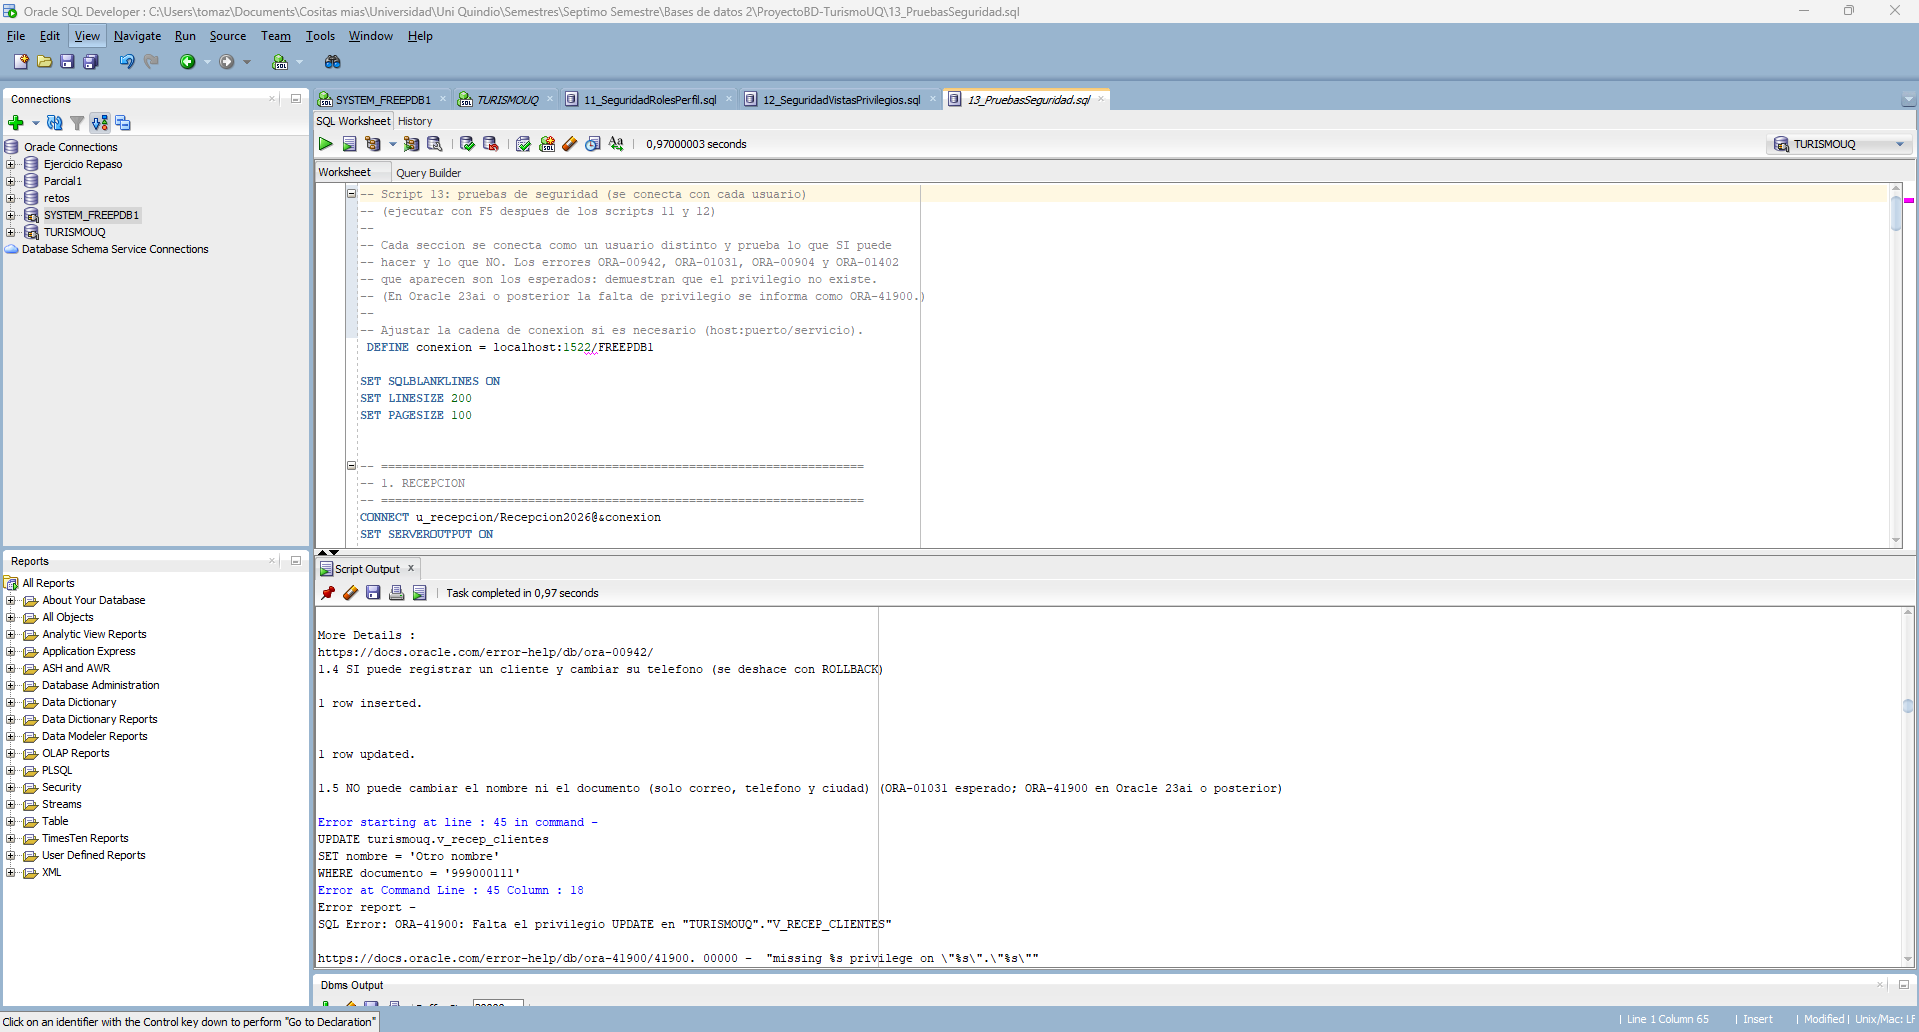 Oracle SQL Developer : C:\Users\tomaz\Documents\Cositas mias\Universidad\Uni Quindio\Semestres\Septimo Semestre\Bases de datos 2\ProyectoBD-TurismoUQ\13_PruebasSeguridad.sql
File Edit View Navigate Run Source Team Tools Window Help
Connections
Oracle Connections
Ejercicio Repaso
Parcial1
retos
SYSTEM_FREEPDB1
TURISMOUQ
Database Schema Service Connections
Reports
All Reports
About Your Database
All Objects
Analytic View Reports
Application Express
ASH and AWR
Database Administration
Data Dictionary
Data Dictionary Reports
Data Modeler Reports
OLAP Reports
PLSQL
Security
Streams
Table
TimesTen Reports
User Defined Reports
XML
SYSTEM_FREEPDB1 TURISMOUQ 11_SeguridadRolesPerfil.sql 12_SeguridadVistasPrivilegios.sql 13_PruebasSeguridad.sql
SQL Worksheet History
0,97000003 seconds
TURISMOUQ
Worksheet Query Builder
-- Script 13: pruebas de seguridad (se conecta con cada usuario)
-- (ejecutar con F5 despues de los scripts 11 y 12)
--
-- Cada seccion se conecta como un usuario distinto y prueba lo que SI puede
-- hacer y lo que NO. Los errores ORA-00942, ORA-01031, ORA-00904 y ORA-01402
-- que aparecen son los esperados: demuestran que el privilegio no existe.
-- (En Oracle 23ai o posterior la falta de privilegio se informa como ORA-41900.)
--
-- Ajustar la cadena de conexion si es necesario (host:puerto/servicio).
DEFINE conexion = localhost:1522/FREEPDB1
SET SQLBLANKLINES ON
SET LINESIZE 200
SET PAGESIZE 100
-- =====================================================================
-- 1. RECEPCION
-- =====================================================================
CONNECT u_recepcion/Recepcion2026@&conexion
SET SERVEROUTPUT ON
Script Output
Task completed in 0,97 seconds
More Details :
https://docs.oracle.com/error-help/db/ora-00942/
1.4 SI puede registrar un cliente y cambiar su telefono (se deshace con ROLLBACK)
1 row inserted.
1 row updated.
1.5 NO puede cambiar el nombre ni el documento (solo correo, telefono y ciudad) (ORA-01031 esperado; ORA-41900 en Oracle 23ai o posterior)
Error starting at line : 45 in command -
UPDATE turismouq.v_recep_clientes
SET nombre = 'Otro nombre'
WHERE documento = '999000111'
Error at Command Line : 45 Column : 18
Error report -
SQL Error: ORA-41900: Falta el privilegio UPDATE en "TURISMOUQ"."V_RECEP_CLIENTES"
https://docs.oracle.com/error-help/db/ora-41900/41900. 00000 - "missing %s privilege on \"%s\".\"%s\""
Dbms Output
Click on an identifier with the Control key down to perform "Go to Declaration"
Line 1 Column 65 | Insert | Modified | Unix/Mac: LF